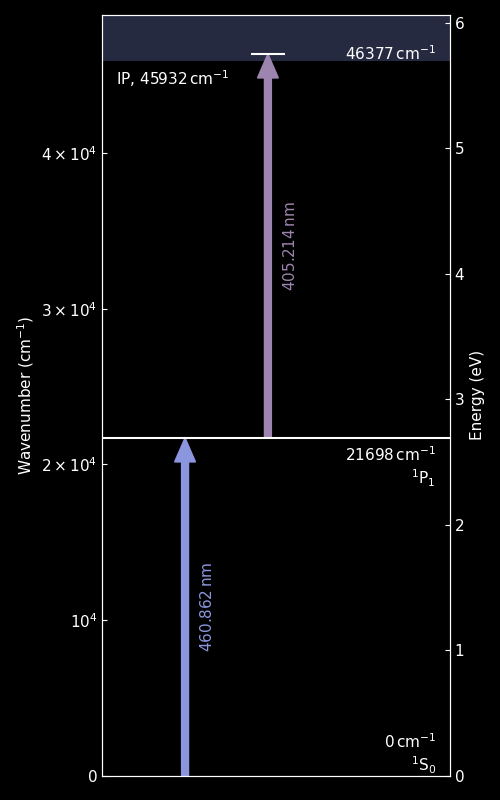 6
46377 cm⁻¹
IP, 45932 cm⁻¹
4 × 10⁴
5
405.214 nm
4
3 × 10⁴
3
Wavenumber (cm⁻¹)
Energy (eV)
21698 cm⁻¹
2 × 10⁴
¹P₁
2
460.862 nm
10⁴
1
0 cm⁻¹
¹S₀
0
0